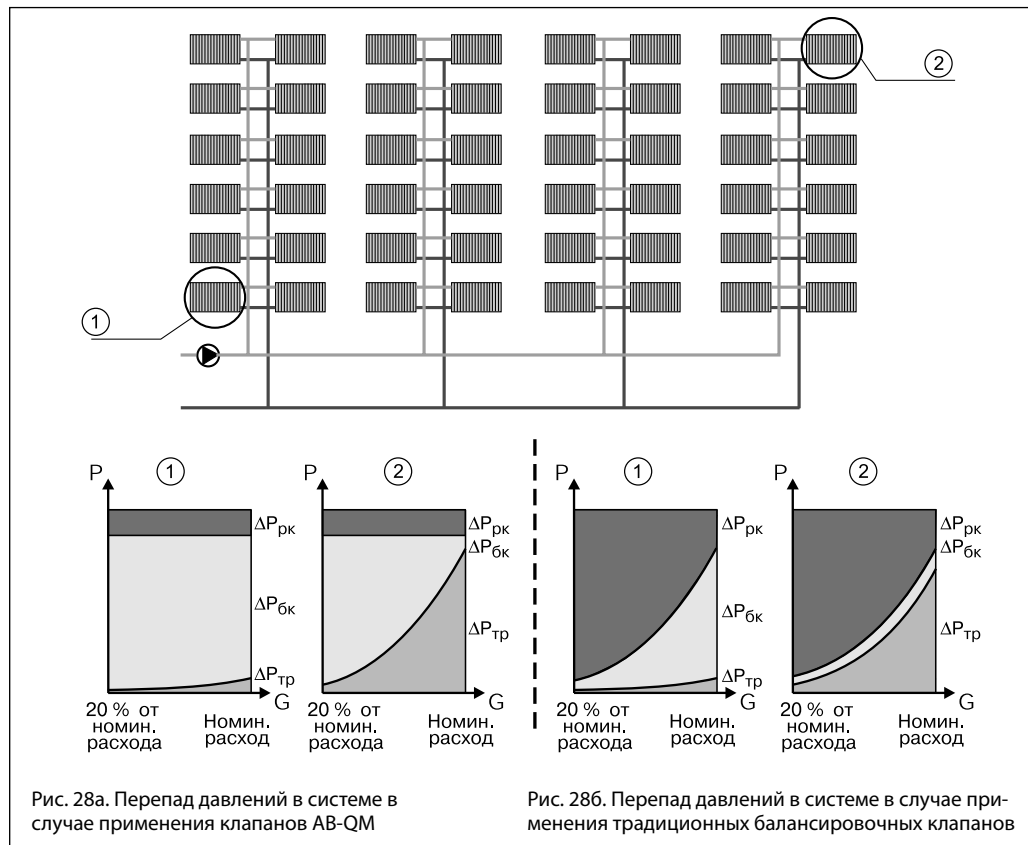 2
1
P
1
ΔPрк
ΔPбк
ΔPтр
G
20 % от
номин.
расхода
Номин.
расход
P
2
ΔPрк
ΔPбк
ΔPтр
G
20 % от
номин.
расхода
Номин.
расход
P
1
ΔPрк
ΔPбк
ΔPтр
G
20 % от
номин.
расхода
Номин.
расход
P
2
ΔPрк
ΔPбк
ΔPтр
G
20 % от
номин.
расхода
Номин.
расход
Рис. 28а. Перепад давлений в системе в
случае применения клапанов AB-QM
Рис. 28б. Перепад давлений в системе в случае при-
менения традиционных балансировочных клапанов